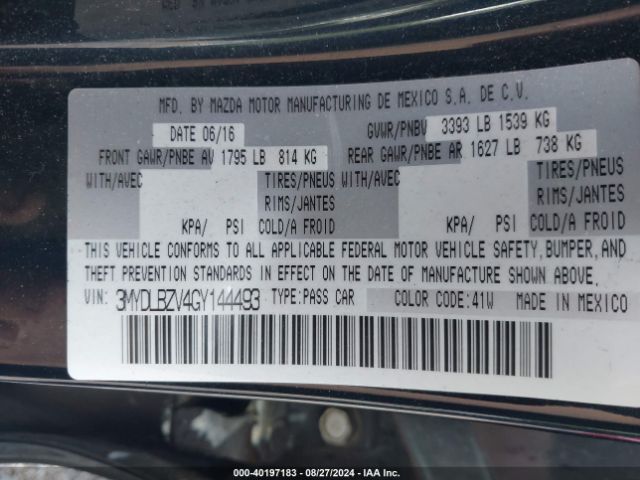 MFD. BY MAZDA MOTOR MANUFACTURING DE MEXICO S.A. DE C.V.
DATE 06/16 GVWR/PNBV 3393 LB 1539 KG
FRONT GAWR/PNBE AV 1795 LB 814 KG REAR GAWR/PNBE AR 1627 LB 738 KG
WITH/AVEC TIRES/PNEUS WITH/AVEC TIRES/PNEUS
RIMS/JANTES RIMS/JANTES
KPA/ PSI COLD/A FROID KPA/ PSI COLD/A FROID
THIS VEHICLE CONFORMS TO ALL APPLICABLE FEDERAL MOTOR VEHICLE SAFETY, BUMPER, AND
THEFT PREVENTION STANDARDS IN EFFECT ON THE DATE OF MANUFACTURE SHOWN ABOVE.
VIN: 3MYDLBZV4GY144493 TYPE:PASS CAR COLOR CODE:41W MADE IN MEXICO
000-40197183 - 08/27/2024 - IAA Inc.